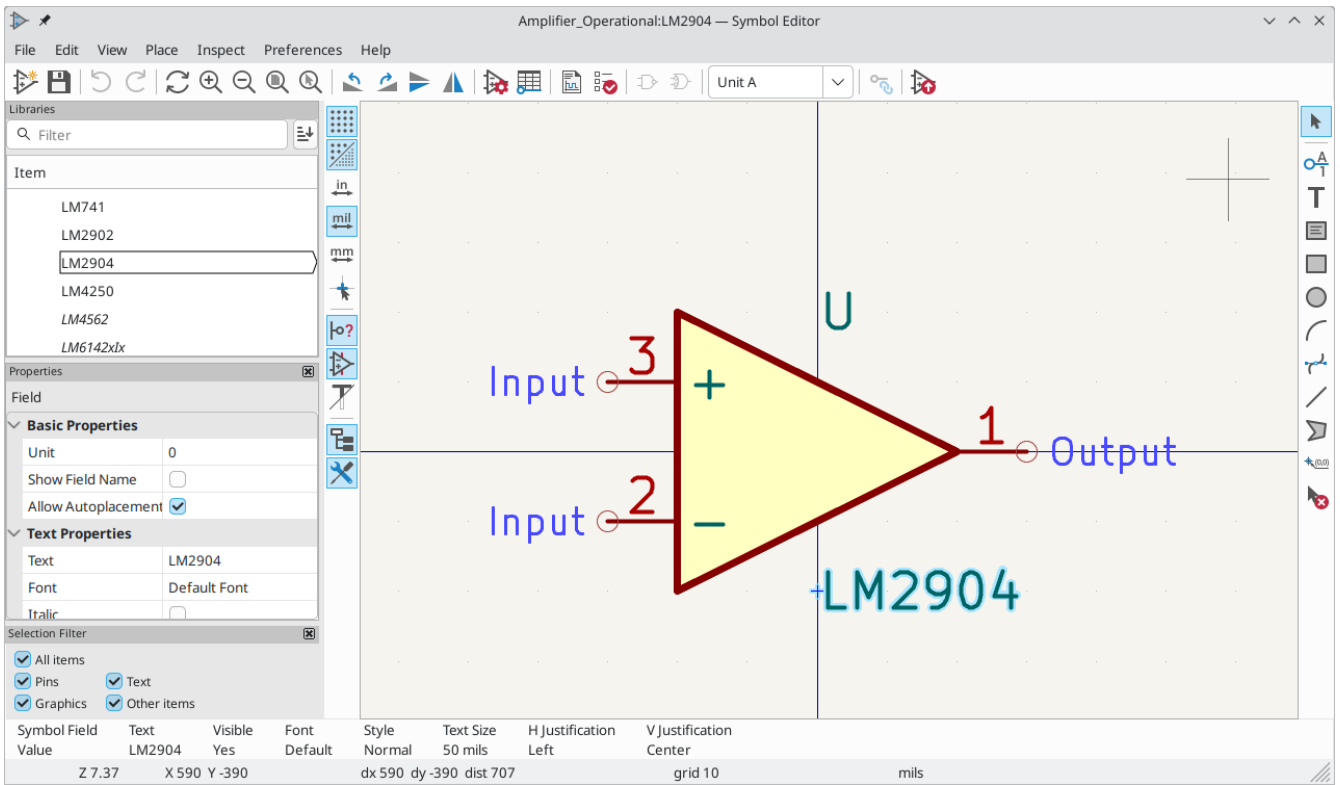 Amplifier_Operational:LM2904 — Symbol Editor
File Edit View Place Inspect Preferences Help
Unit A
Libraries
Filter
Item
LM741
LM2902
LM2904
LM4250
LM4562
LM6142xIx
in
mil
mm
Properties
Field
Basic Properties
Unit 0
Show Field Name
Allow Autoplacement
Text Properties
Text LM2904
Font Default Font
Italic
Selection Filter
All items
Pins Text
Graphics Other items
U
Input 3 +
1 Output
Input 2 −
LM2904
A
1
T
(0,0)
Symbol Field Text Visible Font Style Text Size H Justification V Justification
Value LM2904 Yes Default Normal 50 mils Left Center
Z 7.37 X 590 Y -390 dx 590 dy -390 dist 707 grid 10 mils